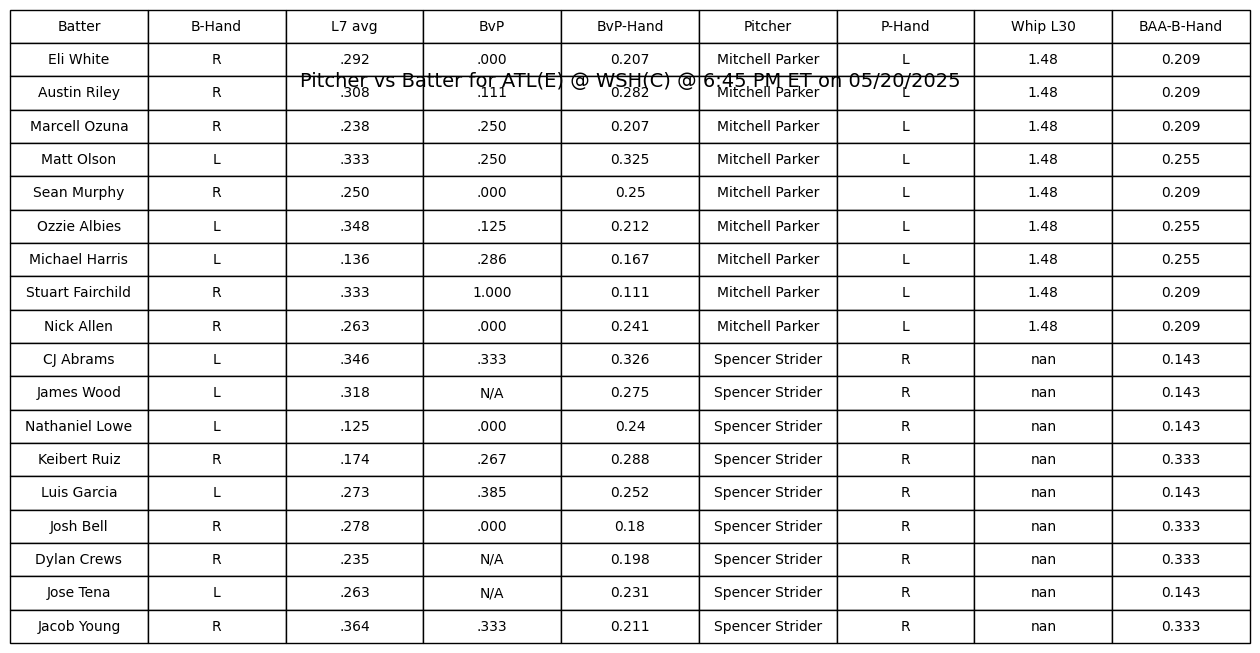 Batter B-Hand L7 avg BvP BvP-Hand Pitcher P-Hand Whip L30 BAA-B-Hand
Eli White R .292 .000 0.207 Mitchell Parker L 1.48 0.209
Pitcher vs Batter for ATL(E) @ WSH(C) @ 6:45 PM ET on 05/20/2025
Austin Riley R .308 .111 0.282 Mitchell Parker L 1.48 0.209
Marcell Ozuna R .238 .250 0.207 Mitchell Parker L 1.48 0.209
Matt Olson L .333 .250 0.325 Mitchell Parker L 1.48 0.255
Sean Murphy R .250 .000 0.25 Mitchell Parker L 1.48 0.209
Ozzie Albies L .348 .125 0.212 Mitchell Parker L 1.48 0.255
Michael Harris L .136 .286 0.167 Mitchell Parker L 1.48 0.255
Stuart Fairchild R .333 1.000 0.111 Mitchell Parker L 1.48 0.209
Nick Allen R .263 .000 0.241 Mitchell Parker L 1.48 0.209
CJ Abrams L .346 .333 0.326 Spencer Strider R nan 0.143
James Wood L .318 N/A 0.275 Spencer Strider R nan 0.143
Nathaniel Lowe L .125 .000 0.24 Spencer Strider R nan 0.143
Keibert Ruiz R .174 .267 0.288 Spencer Strider R nan 0.333
Luis Garcia L .273 .385 0.252 Spencer Strider R nan 0.143
Josh Bell R .278 .000 0.18 Spencer Strider R nan 0.333
Dylan Crews R .235 N/A 0.198 Spencer Strider R nan 0.333
Jose Tena L .263 N/A 0.231 Spencer Strider R nan 0.143
Jacob Young R .364 .333 0.211 Spencer Strider R nan 0.333